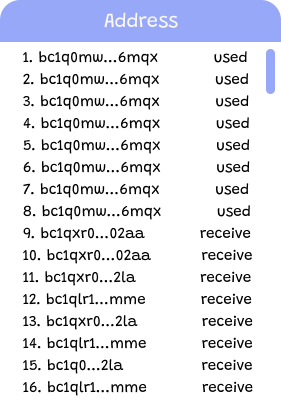 Address
1. bc1q0mw...6mqx used
2. bc1q0mw...6mqx used
3. bc1q0mw...6mqx used
4. bc1q0mw...6mqx used
5. bc1q0mw...6mqx used
6. bc1q0mw...6mqx used
7. bc1q0mw...6mqx used
8. bc1q0mw...6mqx used
9. bc1qxr0...02aa receive
10. bc1qxr0...02aa receive
11. bc1qxr0...2la receive
12. bc1qlr1...mme receive
13. bc1qxr0...2la receive
14. bc1qlr1...mme receive
15. bc1q0...2la receive
16. bc1qlr1...mme receive